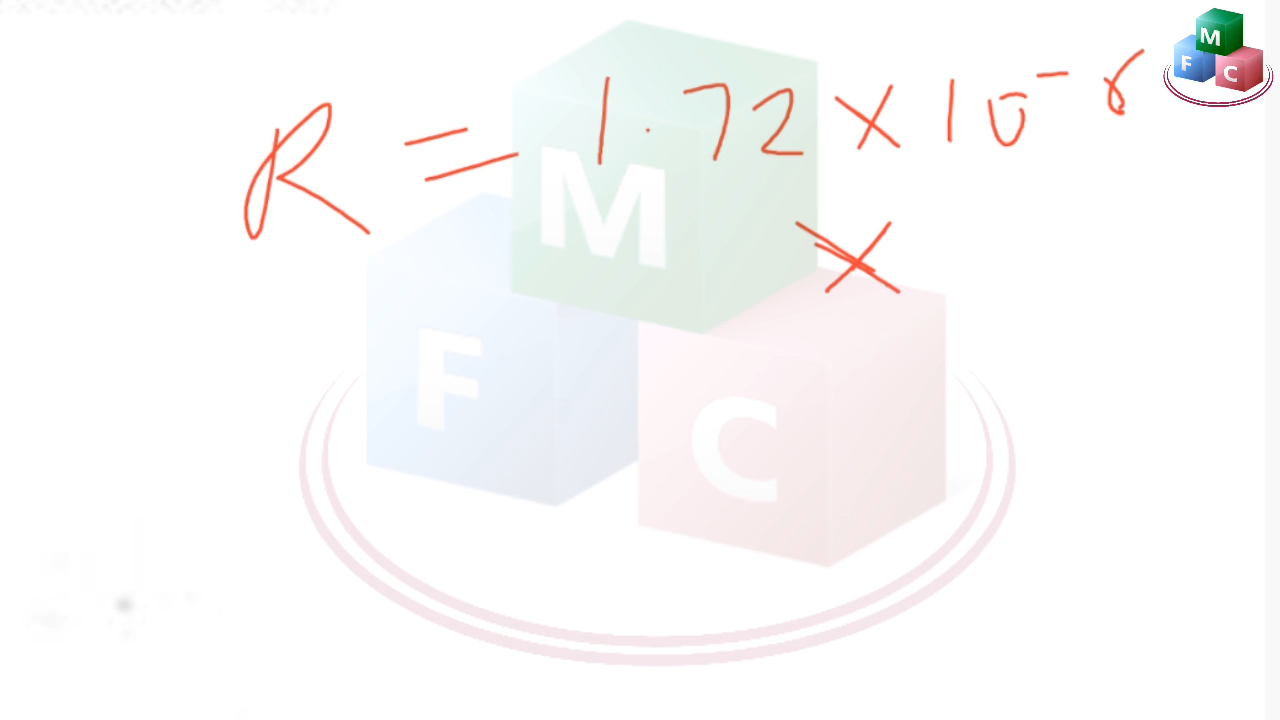 R = 1.72 × 10⁻⁸
×
M
F
C
M
F
C